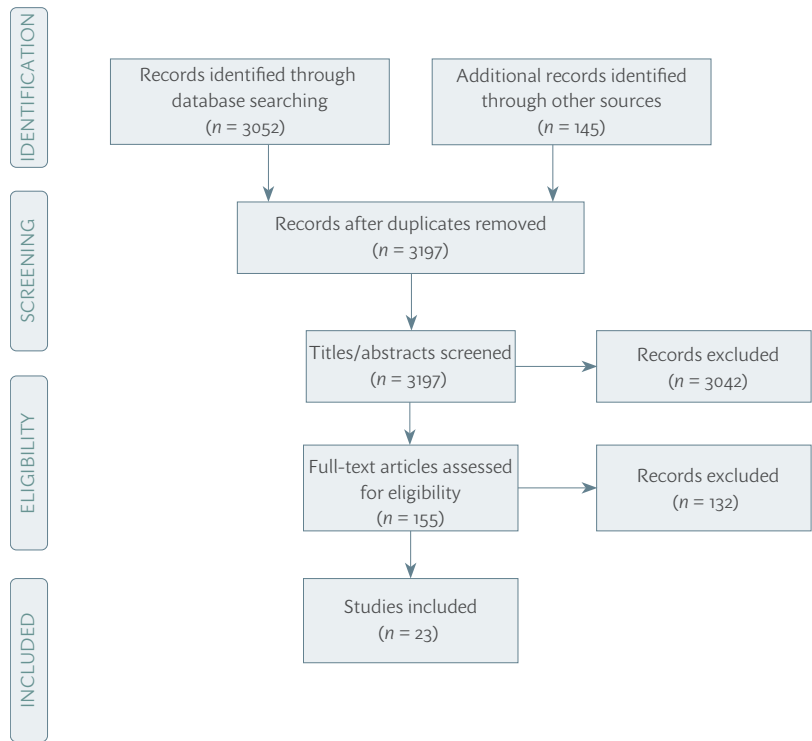 IDENTIFICATION
Records identified through
database searching
(n = 3052)
Additional records identified
through other sources
(n = 145)
SCREENING
Records after duplicates removed
(n = 3197)
Titles/abstracts screened
(n = 3197)
Records excluded
(n = 3042)
ELIGIBILITY
Full-text articles assessed
for eligibility
(n = 155)
Records excluded
(n = 132)
INCLUDED
Studies included
(n = 23)